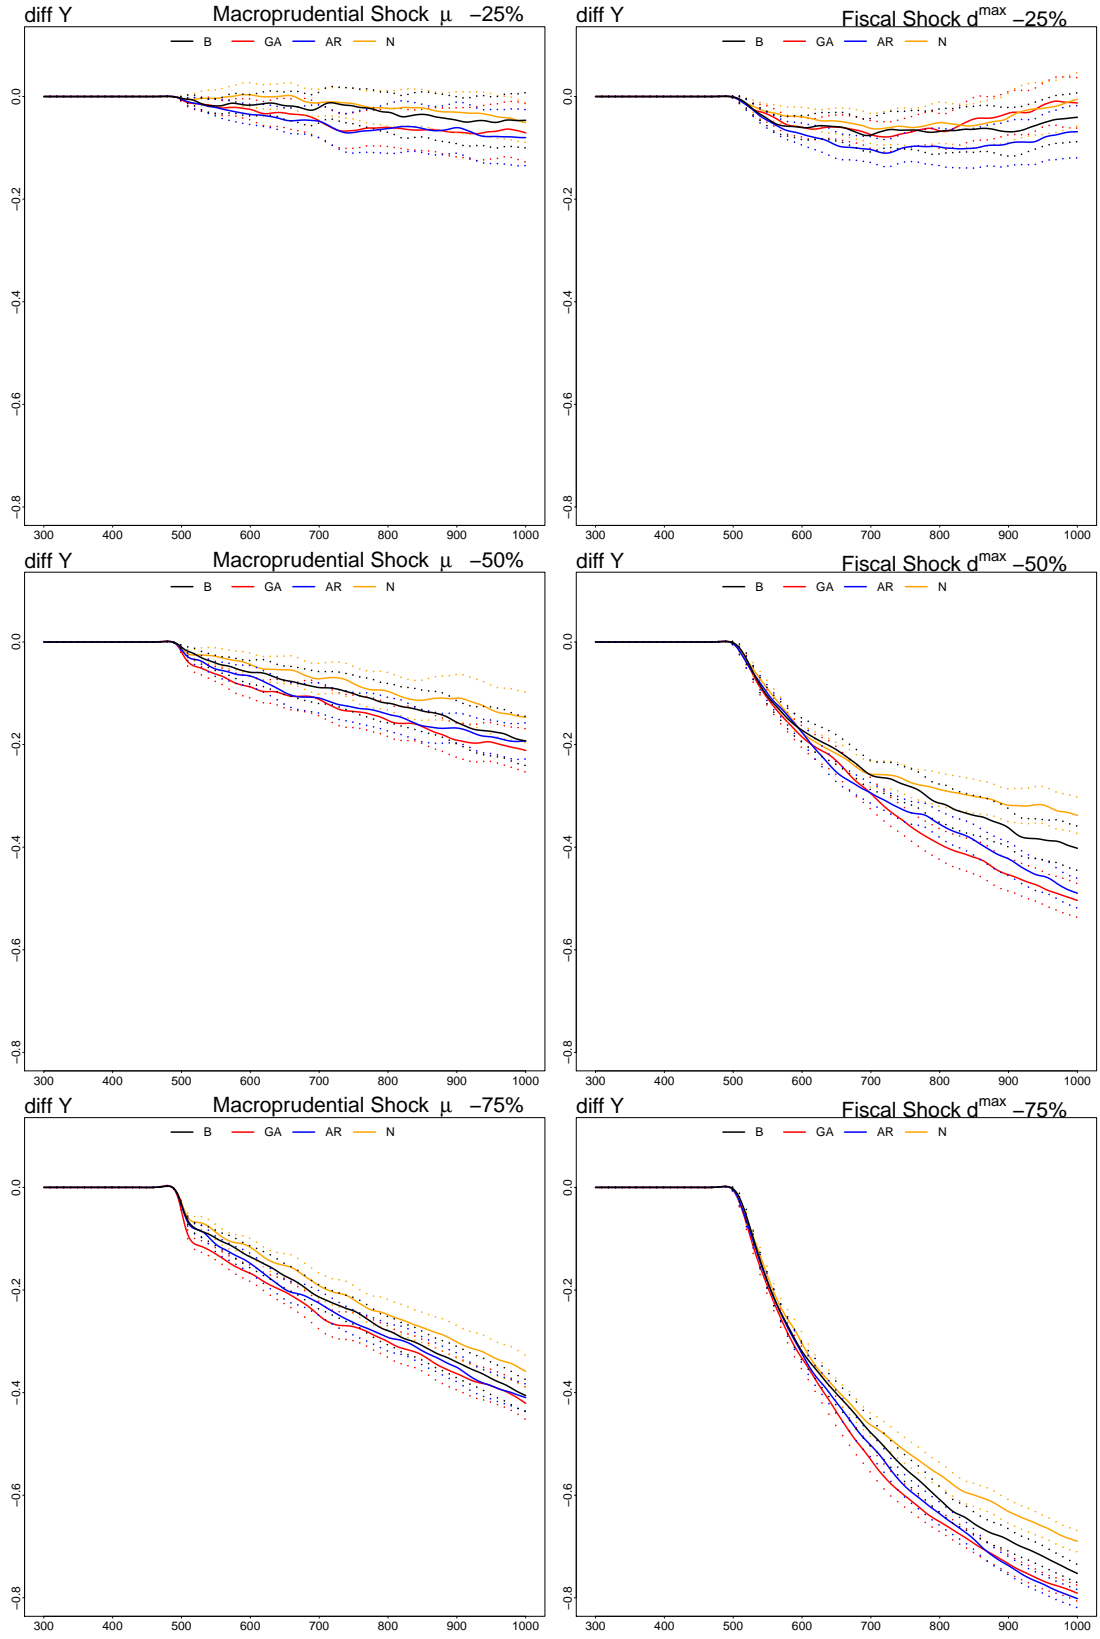 diff Y Macroprudential Shock μ −25%
B GA AR N
0.0
−0.2
−0.4
−0.6
−0.8
300 400 500 600 700 800 900 1000
diff Y Fiscal Shock d^max −25%
B GA AR N
0.0
−0.2
−0.4
−0.6
−0.8
300 400 500 600 700 800 900 1000
diff Y Macroprudential Shock μ −50%
B GA AR N
0.0
−0.2
−0.4
−0.6
−0.8
300 400 500 600 700 800 900 1000
diff Y Fiscal Shock d^max −50%
B GA AR N
0.0
−0.2
−0.4
−0.6
−0.8
300 400 500 600 700 800 900 1000
diff Y Macroprudential Shock μ −75%
B GA AR N
0.0
−0.2
−0.4
−0.6
−0.8
300 400 500 600 700 800 900 1000
diff Y Fiscal Shock d^max −75%
B GA AR N
0.0
−0.2
−0.4
−0.6
−0.8
300 400 500 600 700 800 900 1000